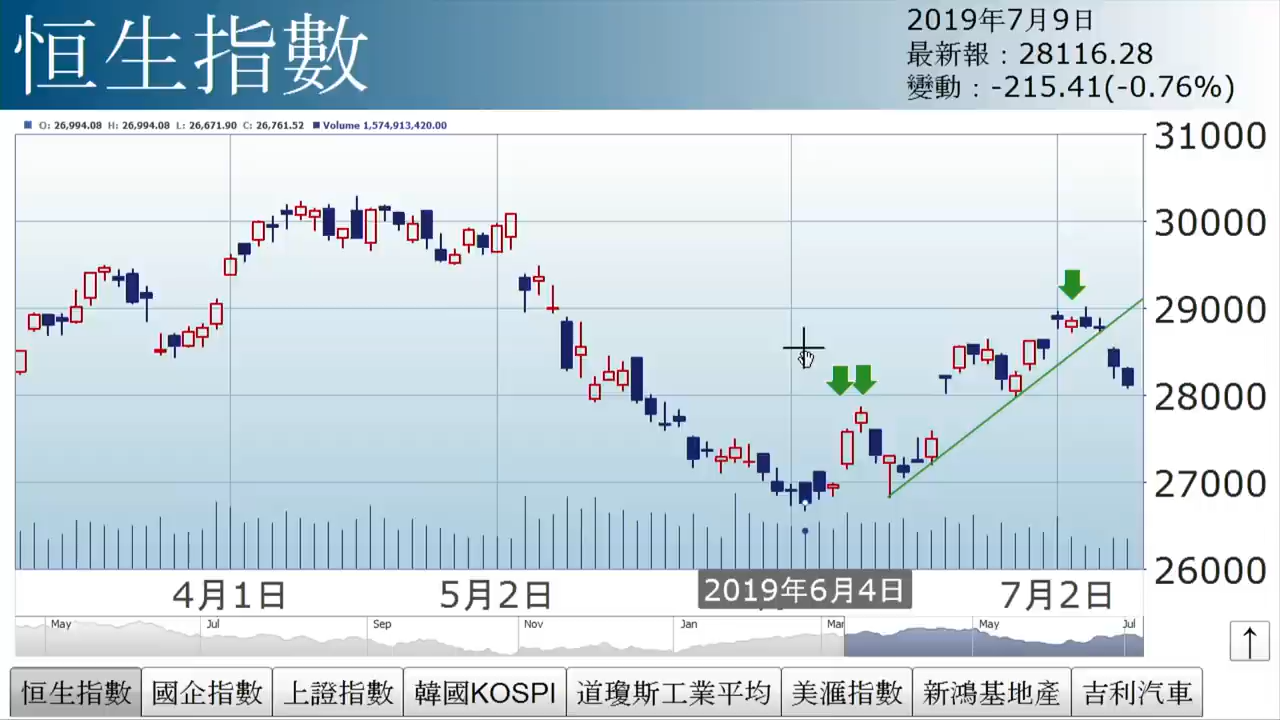 恒生指數
2019年7月9日
最新報：28116.28
變動：-215.41(-0.76%)
O: 26,994.08 H: 26,994.08 L: 26,671.90 C: 26,761.52 Volume 1,574,913,420.00
31000
30000
29000
28000
27000
26000
4月1日 5月2日 2019年6月4日 7月2日
May Jul Sep Nov Jan Mar May Jul
↑
恒生指數 國企指數 上證指數 韓國KOSPI 道瓊斯工業平均 美滙指數 新鴻基地產 吉利汽車